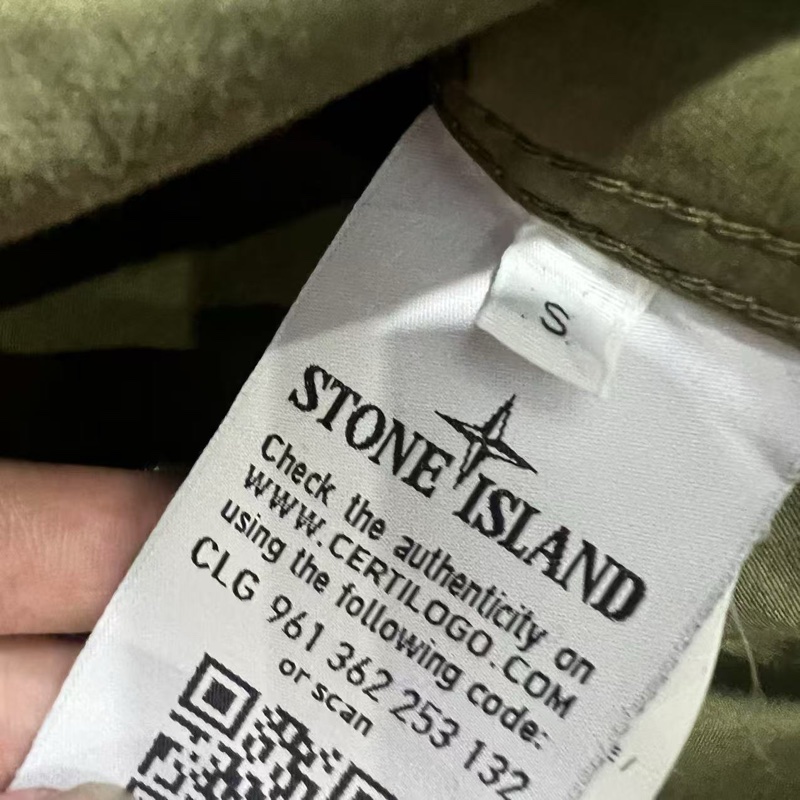 S
STONE ISLAND
Check the authenticity on
WWW.CERTILOGO.COM
using the following code:
CLG 961 362 253 132
or scan